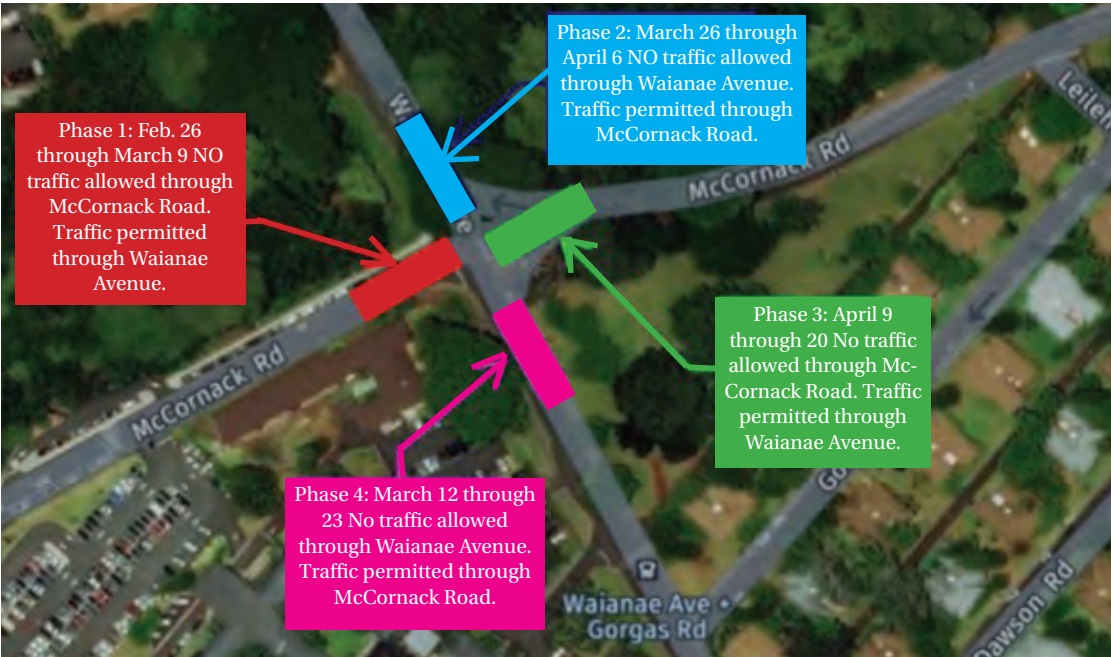 Phase 2: March 26 through
April 6 NO traffic allowed
through Waianae Avenue.
Traffic permitted through
McCornack Road.
Phase 1: Feb. 26
through March 9 NO
traffic allowed through
McCornack Road.
Traffic permitted
through Waianae
Avenue.
McCornack Rd
Phase 3: April 9
through 20 No traffic
allowed through Mc-
Cornack Road. Traffic
permitted through
Waianae Avenue.
McCornack Rd
Phase 4: March 12 through
23 No traffic allowed
through Waianae Avenue.
Traffic permitted through
McCornack Road.
Waianae Ave
Gorgas Rd
Dawson Rd